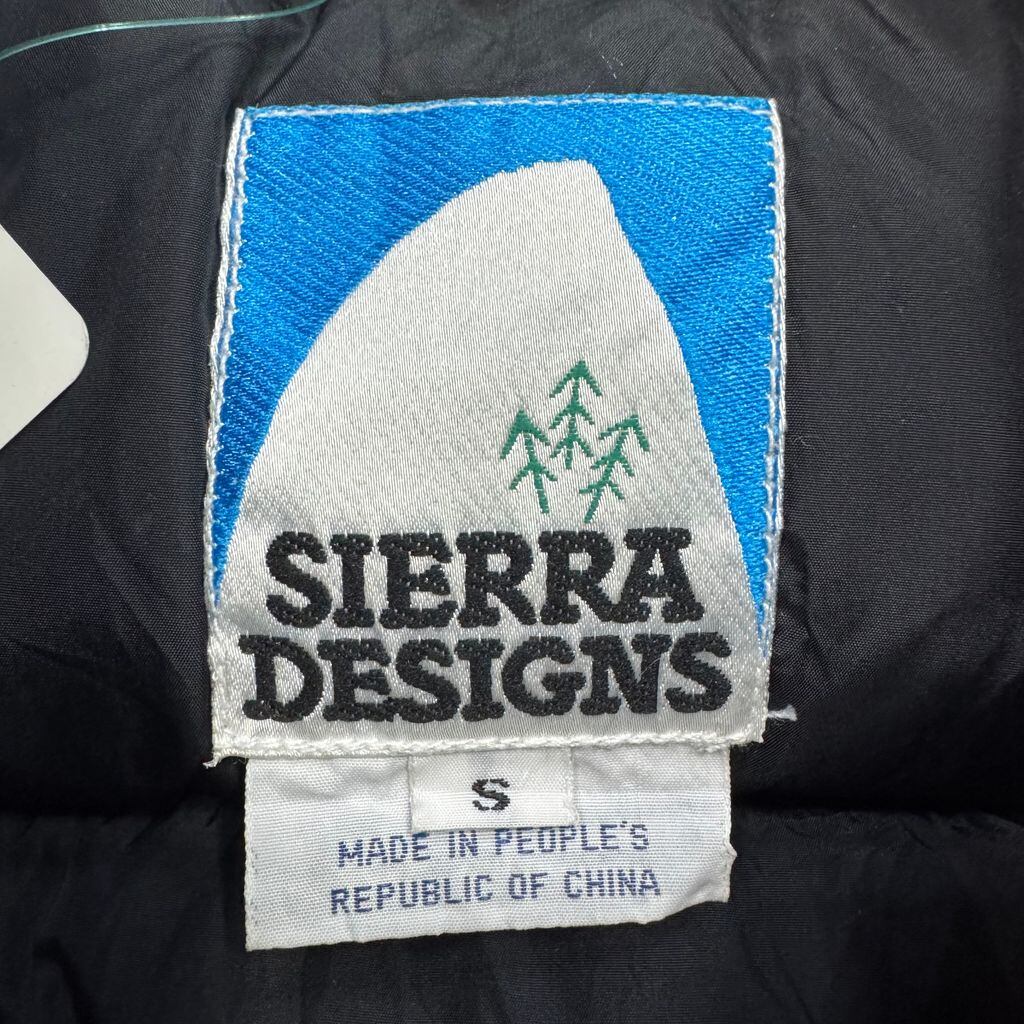 SIERRA
DESIGNS
S
MADE IN PEOPLE'S
REPUBLIC OF CHINA